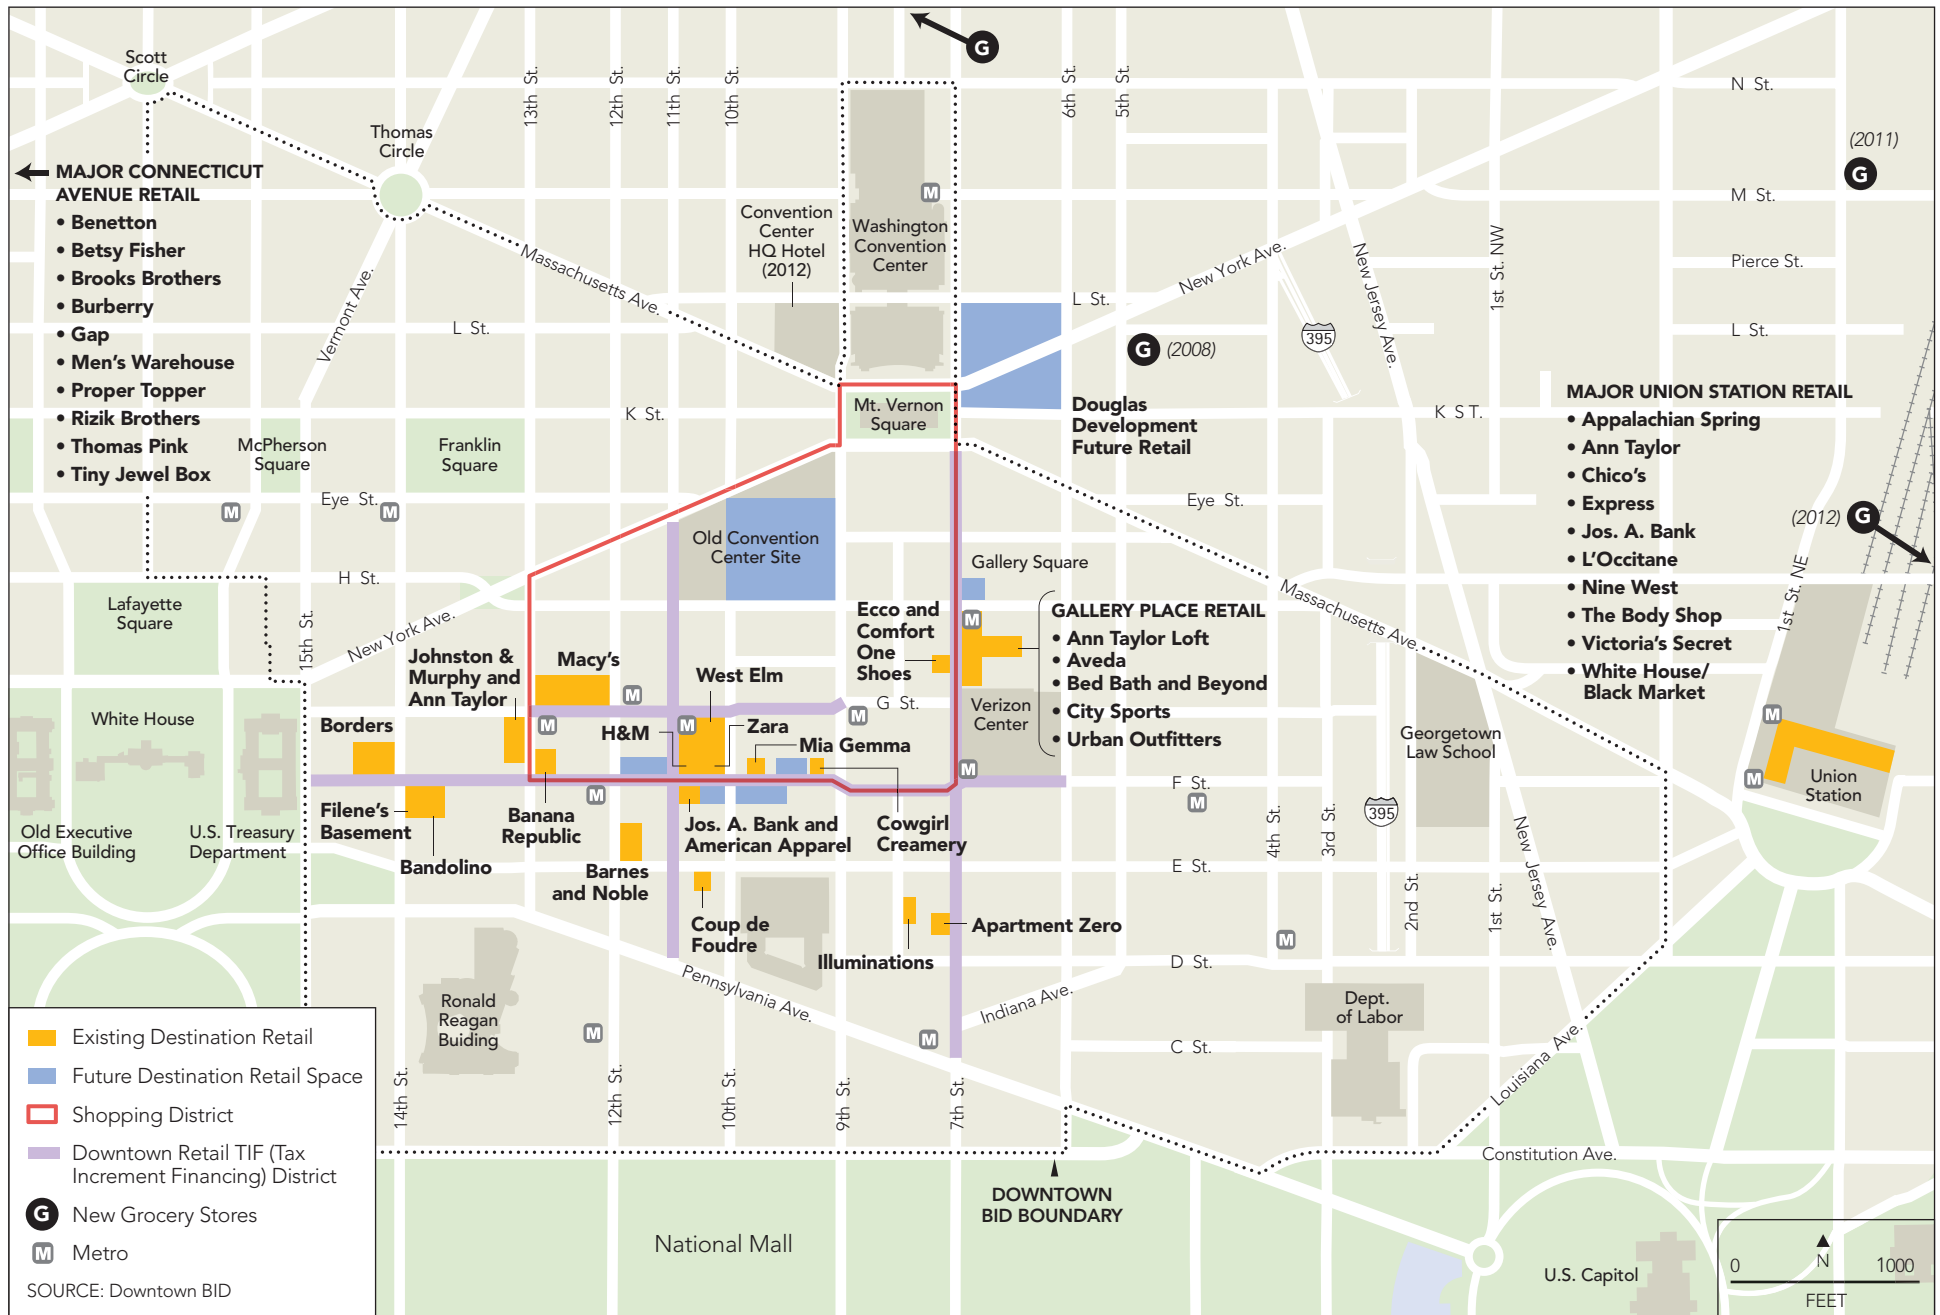 Scott
Circle
Thomas
Circle
13th St.
12th St.
11th St.
10th St.
6th St.
5th St.
G
N St.
(2011)
G
M St.
MAJOR CONNECTICUT
AVENUE RETAIL
• Benetton
• Betsy Fisher
• Brooks Brothers
• Burberry
• Gap
• Men's Warehouse
• Proper Topper
• Rizik Brothers
• Thomas Pink
• Tiny Jewel Box
Vermont Ave.
Massachusetts Ave.
Convention
Center
HQ Hotel
(2012)
M
Washington
Convention
Center
New York Ave.
New Jersey Ave.
1st St. NW
Pierce St.
L St.
L St.
L St.
395
G (2008)
K St.
K ST.
Mt. Vernon
Square
Douglas
Development
Future Retail
MAJOR UNION STATION RETAIL
• Appalachian Spring
• Ann Taylor
• Chico's
• Express
• Jos. A. Bank
• L'Occitane
• Nine West
• The Body Shop
• Victoria's Secret
• White House/
Black Market
McPherson
Square
Franklin
Square
Eye St.
Eye St.
M
M
(2012) G
Old Convention
Center Site
H St.
Gallery Square
Lafayette
Square
15th St.
New York Ave.
Massachusetts Ave.
1st St. NE
Johnston &
Murphy and
Ann Taylor
Macy's
M
West Elm
Ecco and
Comfort
One
Shoes
M
GALLERY PLACE RETAIL
• Ann Taylor Loft
• Aveda
• Bed Bath and Beyond
• City Sports
• Urban Outfitters
White House
Borders
M
H&M
M
Zara
Mia Gemma
M
G St.
Verizon
Center
M
Georgetown
Law School
M
M
Union
Station
F St.
M
395
Filene's
Basement
Bandolino
Banana
Republic
M
Jos. A. Bank and
American Apparel
Cowgirl
Creamery
Old Executive
Office Building
U.S. Treasury
Department
Barnes
and Noble
4th St.
3rd St.
2nd St.
1st St.
New Jersey Ave.
E St.
Coup de
Foudre
Illuminations
Apartment Zero
M
D St.
Pennsylvania Ave.
Indiana Ave.
Ronald
Reagan
Buiding
M
M
Dept.
of Labor
C St.
Louisiana Ave.
14th St.
12th St.
10th St.
9th St.
7th St.
Constitution Ave.
DOWNTOWN
BID BOUNDARY
National Mall
U.S. Capitol
Existing Destination Retail
Future Destination Retail Space
Shopping District
Downtown Retail TIF (Tax
Increment Financing) District
G New Grocery Stores
M Metro
SOURCE: Downtown BID
0 N 1000
FEET